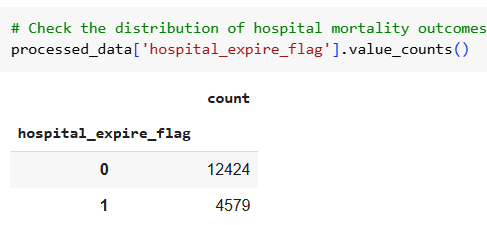 # Check the distribution of hospital mortality outcomes
processed_data['hospital_expire_flag'].value_counts()
count
hospital_expire_flag
0 12424
1 4579